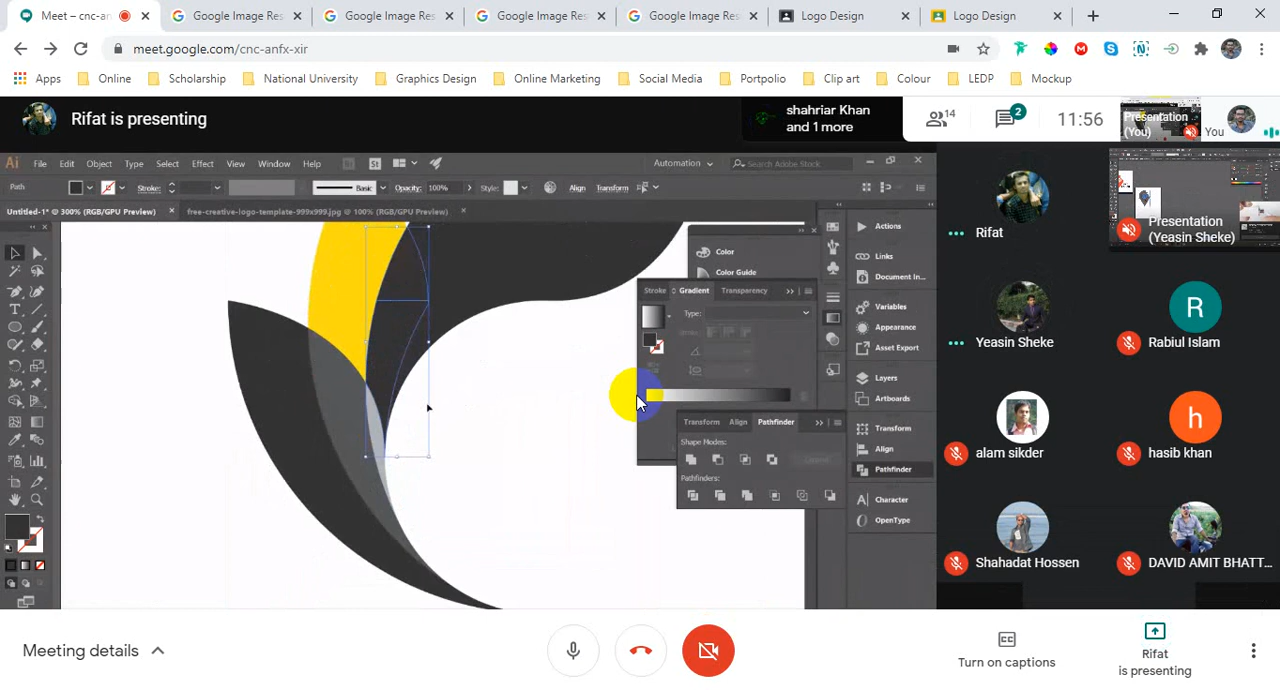 Meet – cnc-an
Google Image Res
Google Image Res
Google Image Res
Google Image Res
Logo Design
Logo Design
meet.google.com/cnc-anfx-xir
Apps
Online
Scholarship
National University
Graphics Design
Online Marketing
Social Media
Portpolio
Clip art
Colour
LEDP
Mockup
Rifat is presenting
shahriar Khan
and 1 more
14
2
11:56
Presentation
(You)
You
Ai
File
Edit
Object
Type
Select
Effect
View
Window
Help
Br
St
Automation
Search Adobe Stock
Path
Stroke:
Basic
Opacity:
100%
Style:
Align
Transform
Untitled-1* @ 300% (RGB/GPU Preview)
free-creative-logo-template-999x999.jpg @ 100% (RGB/GPU Preview)
Color
Color Guide
Stroke
Gradient
Transparency
Type:
Transform
Align
Pathfinder
Shape Modes:
Pathfinders:
Actions
Links
Document In...
Variables
Appearance
Asset Export
Layers
Artboards
Transform
Align
Pathfinder
Character
OpenType
Rifat
Presentation
(Yeasin Sheke)
Yeasin Sheke
R
Rabiul Islam
alam sikder
h
hasib khan
Shahadat Hossen
DAVID AMIT BHATT...
Meeting details
Turn on captions
Rifat
is presenting